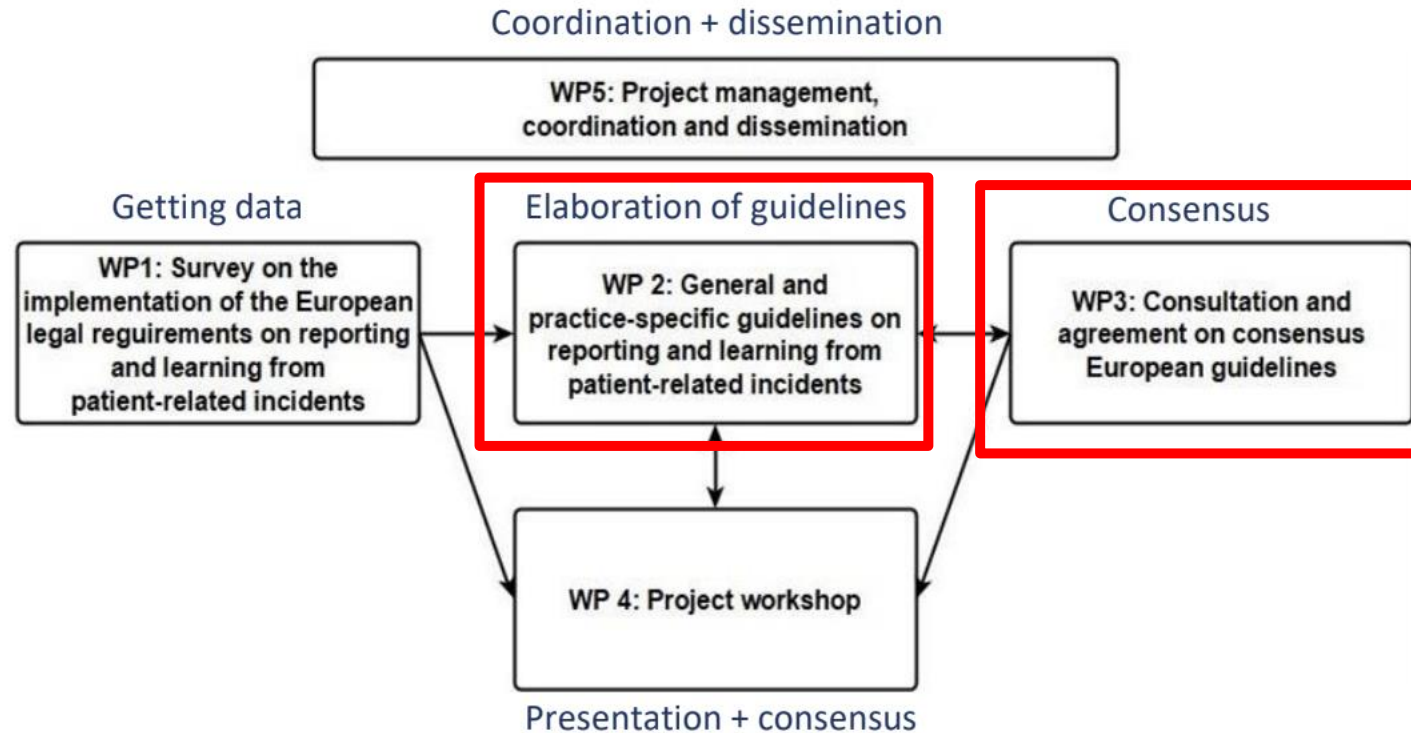 Coordination + dissemination
WP5: Project management,
coordination and dissemination
Getting data
WP1: Survey on the
implementation of the European
legal reguirements on reporting
and learning from
patient-related incidents
Elaboration of guidelines
WP 2: General and
practice-specific guidelines on
reporting and learning from
patient-related incidents
Consensus
WP3: Consultation and
agreement on consensus
European guidelines
WP 4: Project workshop
Presentation + consensus